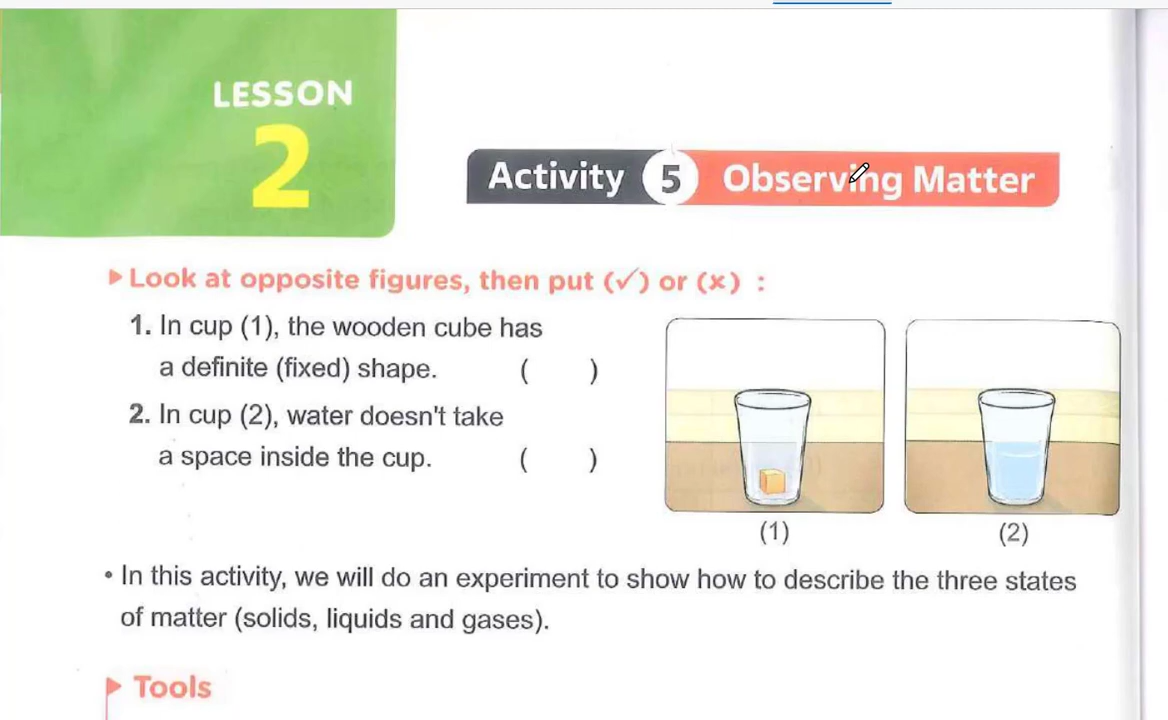 LESSON
2
Activity 5 Observing Matter
Look at opposite figures, then put (✓) or (×) :
1. In cup (1), the wooden cube has
a definite (fixed) shape. ( )
2. In cup (2), water doesn't take
a space inside the cup. ( )
(1) (2)
• In this activity, we will do an experiment to show how to describe the three states
of matter (solids, liquids and gases).
Tools